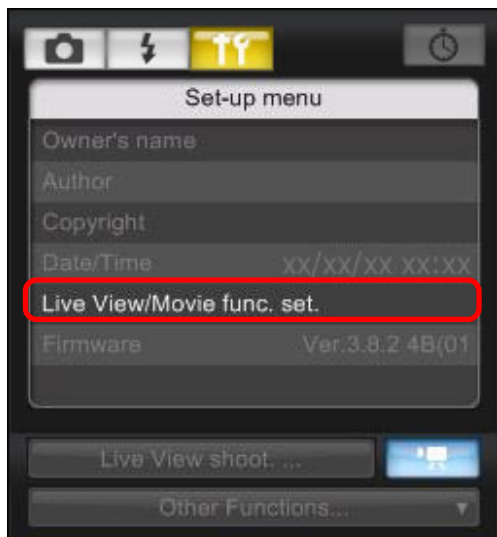 Set-up menu
Owner's name
Author
Copyright
Date/Time xx/xx/xx xx:xx
Live View/Movie func. set.
Firmware Ver.3.8.2 4B(01
Live View shoot. ...
Other Functions...